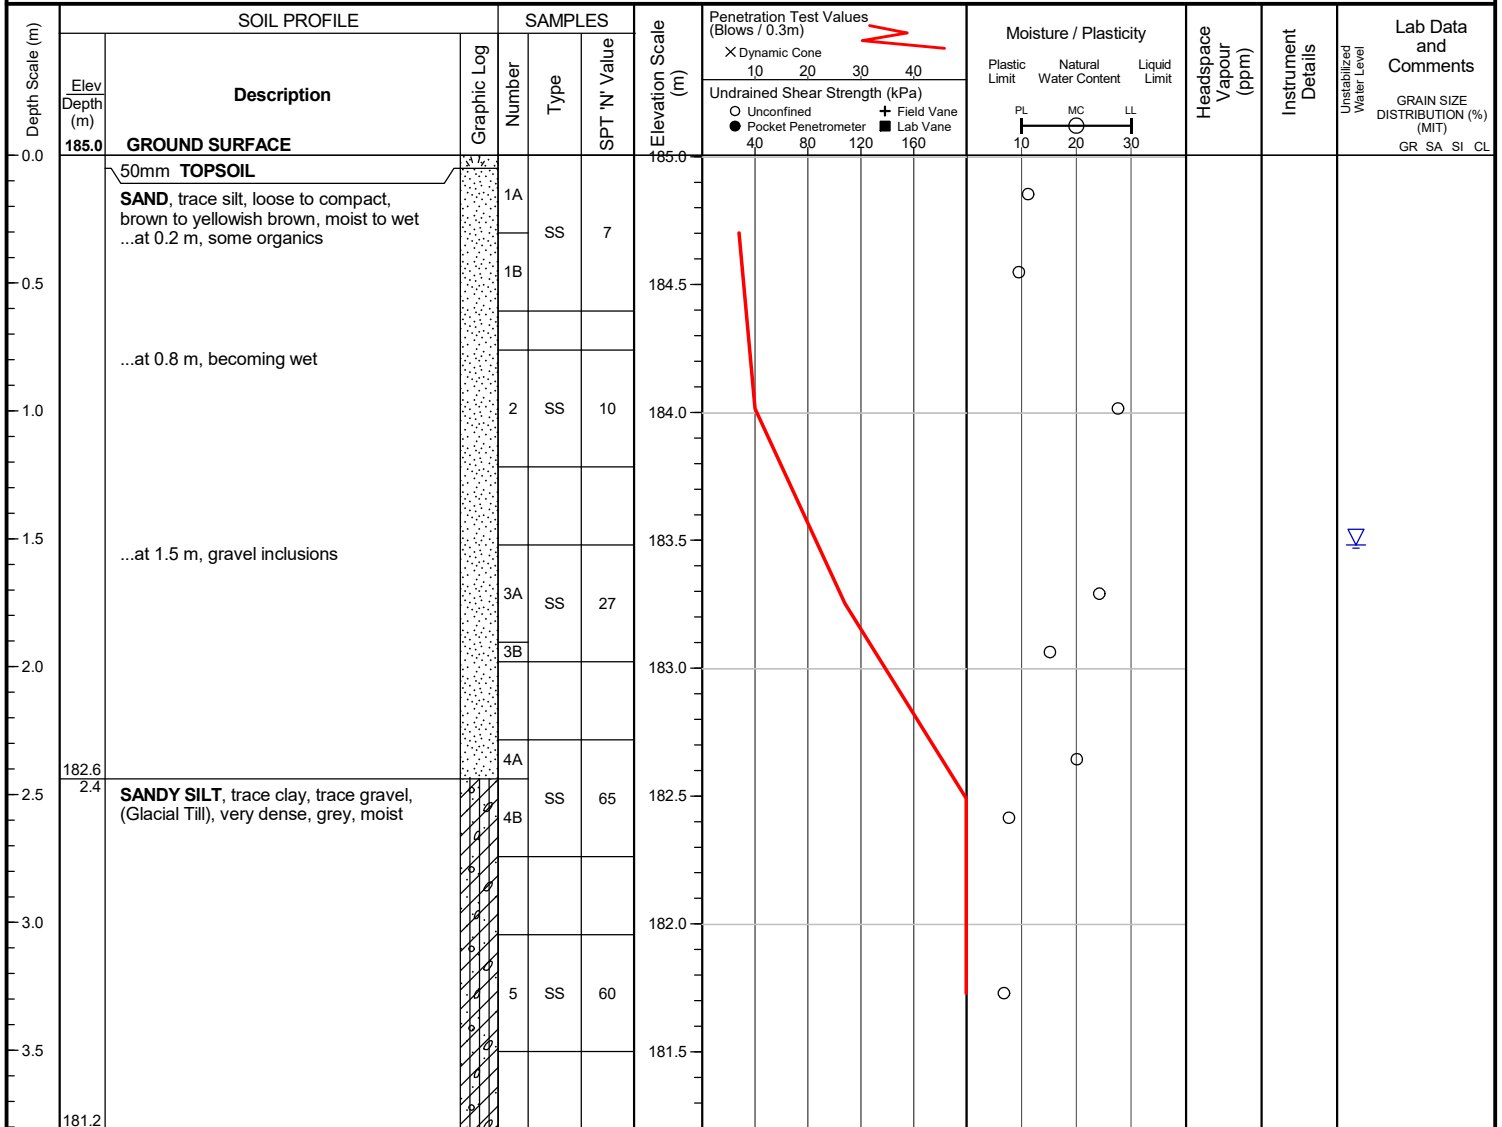 SOIL PROFILE
SAMPLES
Depth Scale (m)
Elev
Depth
(m)
185.0
Description
GROUND SURFACE
Graphic Log
Number
Type
SPT 'N' Value
Elevation Scale
(m)
Penetration Test Values
(Blows / 0.3m)
X Dynamic Cone
10 20 30 40
Undrained Shear Strength (kPa)
Unconfined
Field Vane
Pocket Penetrometer
Lab Vane
40 80 120 160
Moisture / Plasticity
Plastic
Limit
Natural
Water Content
Liquid
Limit
PL MC LL
10 20 30
Headspace
Vapour
(ppm)
Instrument
Details
Unstabilized
Water Level
Lab Data
and
Comments
GRAIN SIZE
DISTRIBUTION (%)
(MIT)
GR SA SI CL
0.0
185.0
50mm TOPSOIL
SAND, trace silt, loose to compact,
brown to yellowish brown, moist to wet
...at 0.2 m, some organics
1A
SS
7
1B
0.5
184.5
...at 0.8 m, becoming wet
1.0
2
SS
10
184.0
1.5
183.5
...at 1.5 m, gravel inclusions
3A
SS
27
3B
2.0
183.0
4A
182.6
2.4
2.5
SANDY SILT, trace clay, trace gravel,
(Glacial Till), very dense, grey, moist
SS
65
4B
182.5
3.0
182.0
5
SS
60
3.5
181.5
181.2